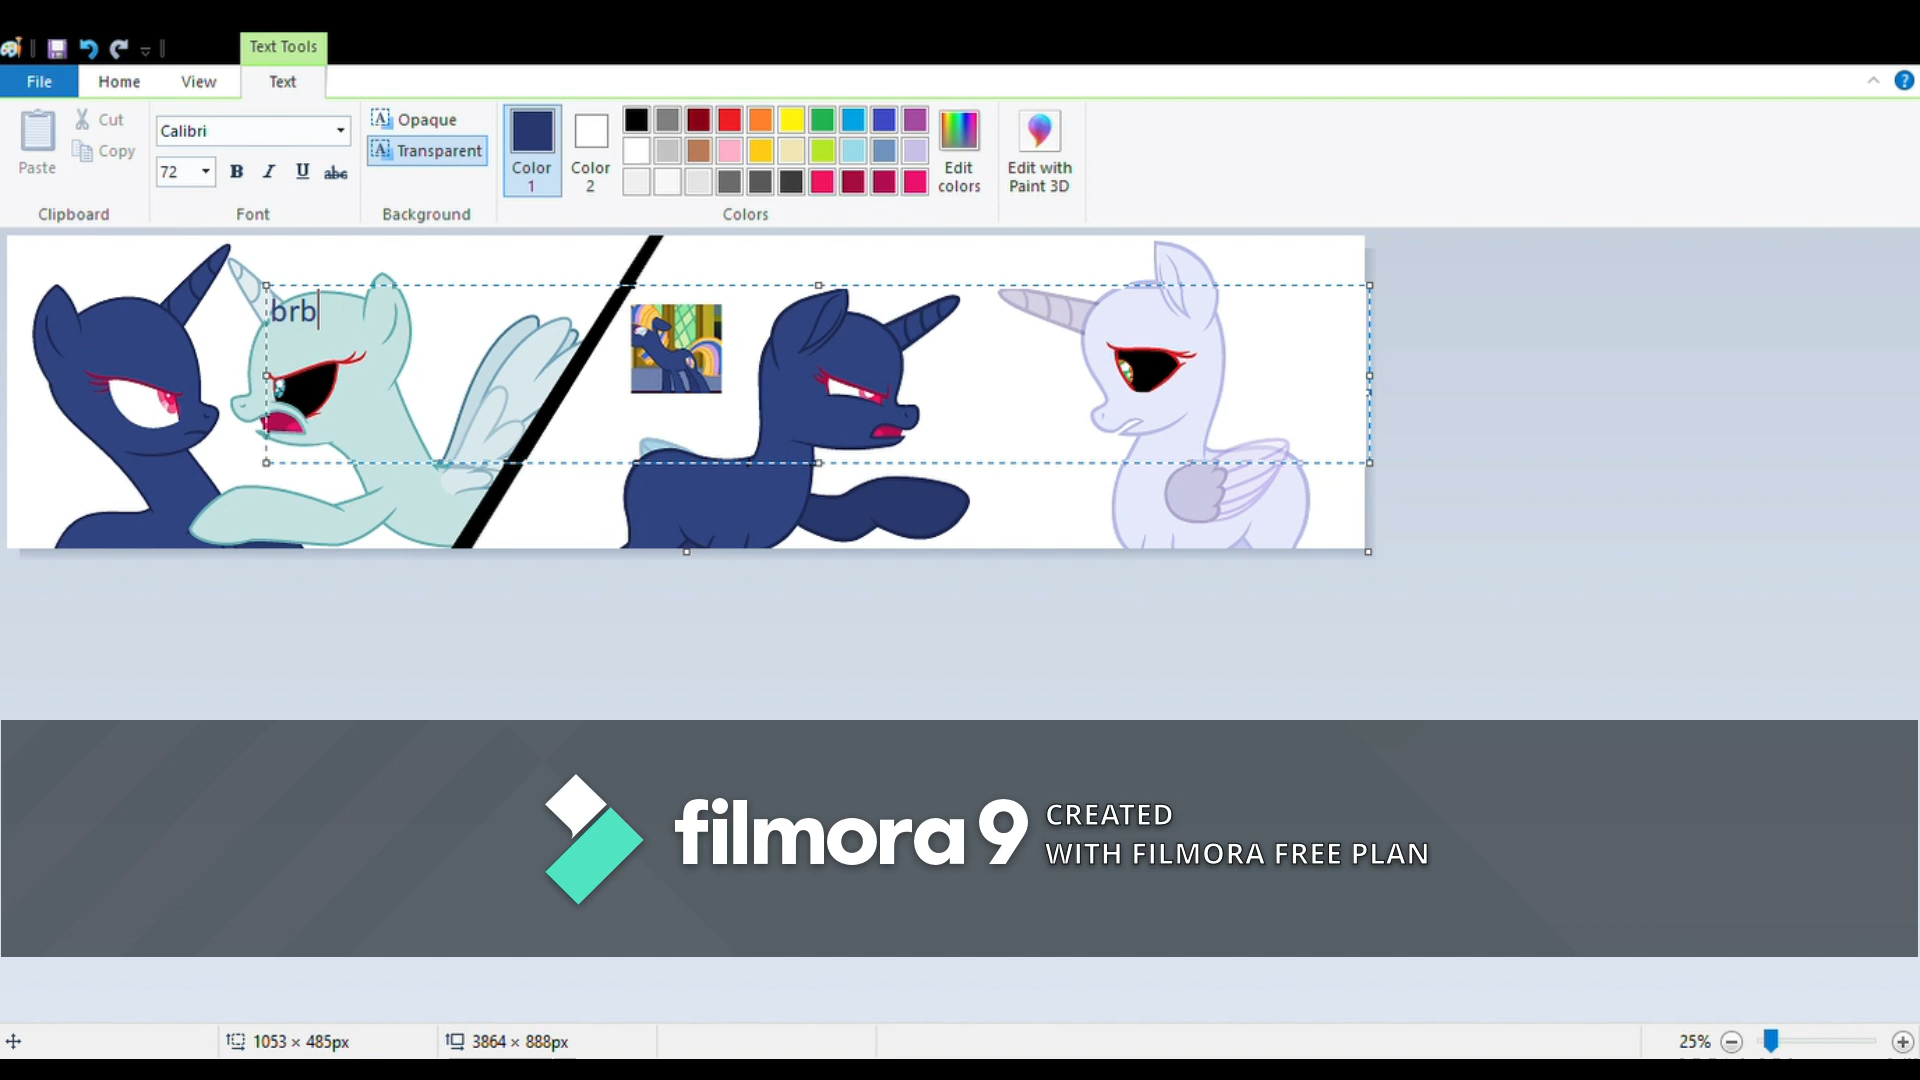 Text Tools
File Home View Text
Paste Cut Copy Calibri 72 B I U abc Opaque Transparent Color 1 Color 2 Edit colors Edit with Paint 3D
Clipboard Font Background Colors
brb
filmora9 CREATED
WITH FILMORA FREE PLAN
1053 × 485px 3864 × 888px 25%